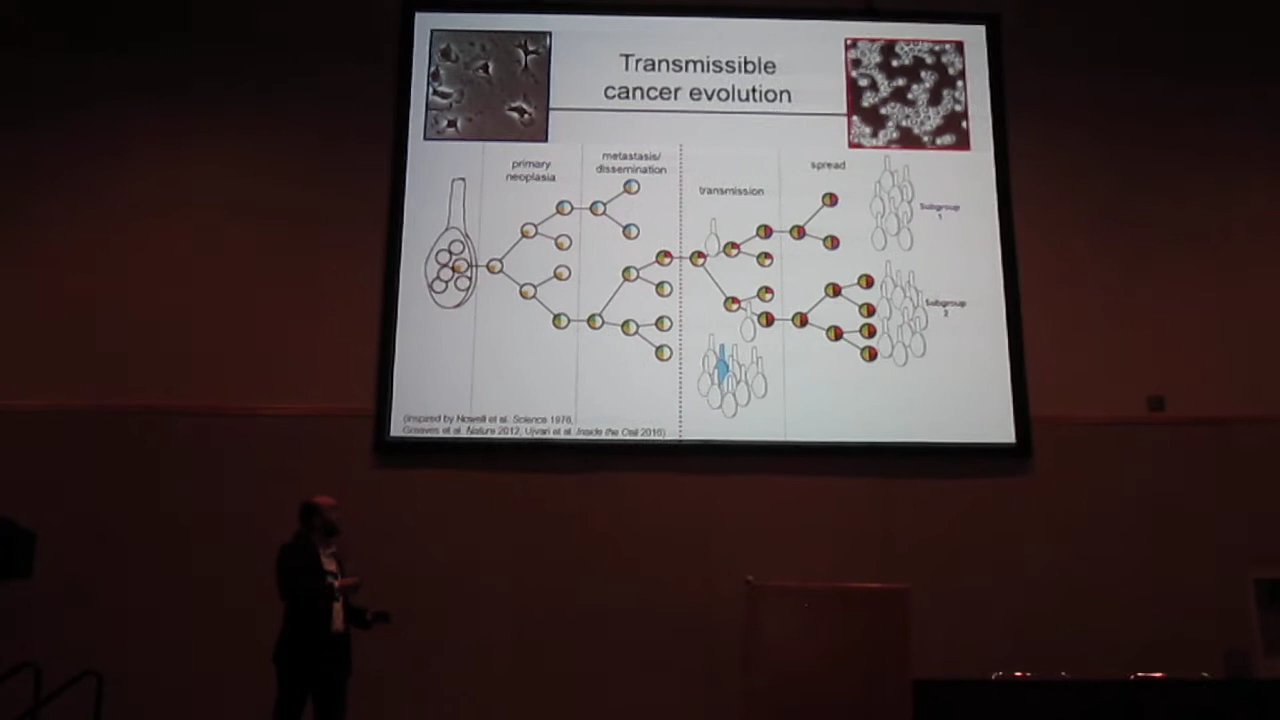 Transmissible
cancer evolution
primary
neoplasia
metastasis/
dissemination
transmission
spread
Subgroup
1
Subgroup
2
(inspired by Nowell et al. Science 1976,
Greaves et al. Nature 2012, Ujvari et al. Inside the Cell 2016)